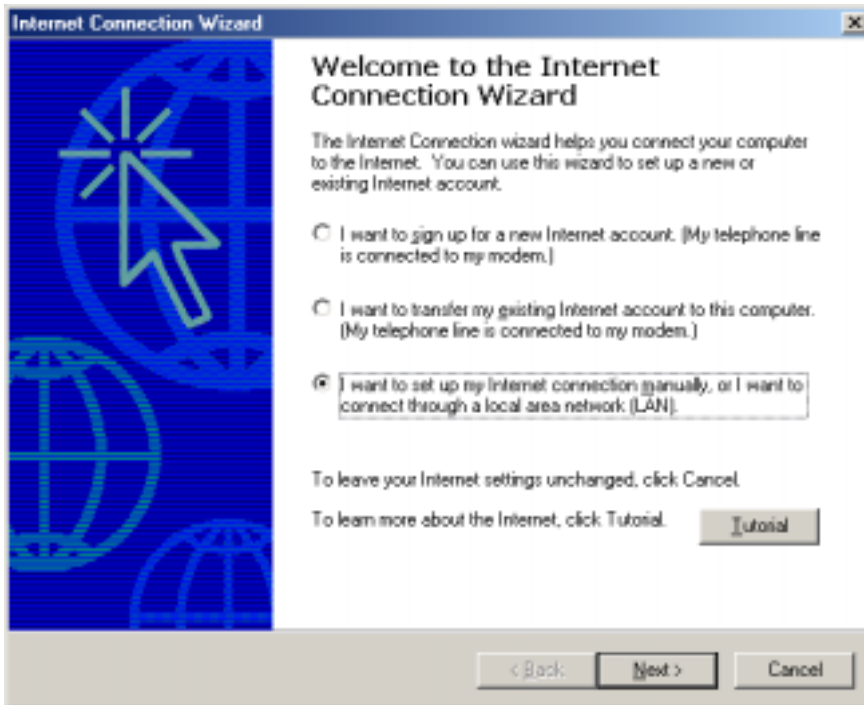 Internet Connection Wizard
Welcome to the Internet
Connection Wizard
The Internet Connection wizard helps you connect your computer
to the Internet. You can use this wizard to set up a new or
existing Internet account.
I want to sign up for a new Internet account. (My telephone line
is connected to my modem.)
I want to transfer my existing Internet account to this computer.
(My telephone line is connected to my modem.)
I want to set up my Internet connection manually, or I want to
connect through a local area network (LAN).
To leave your Internet settings unchanged, click Cancel.
To learn more about the Internet, click Tutorial.
Tutorial
< Back
Next >
Cancel